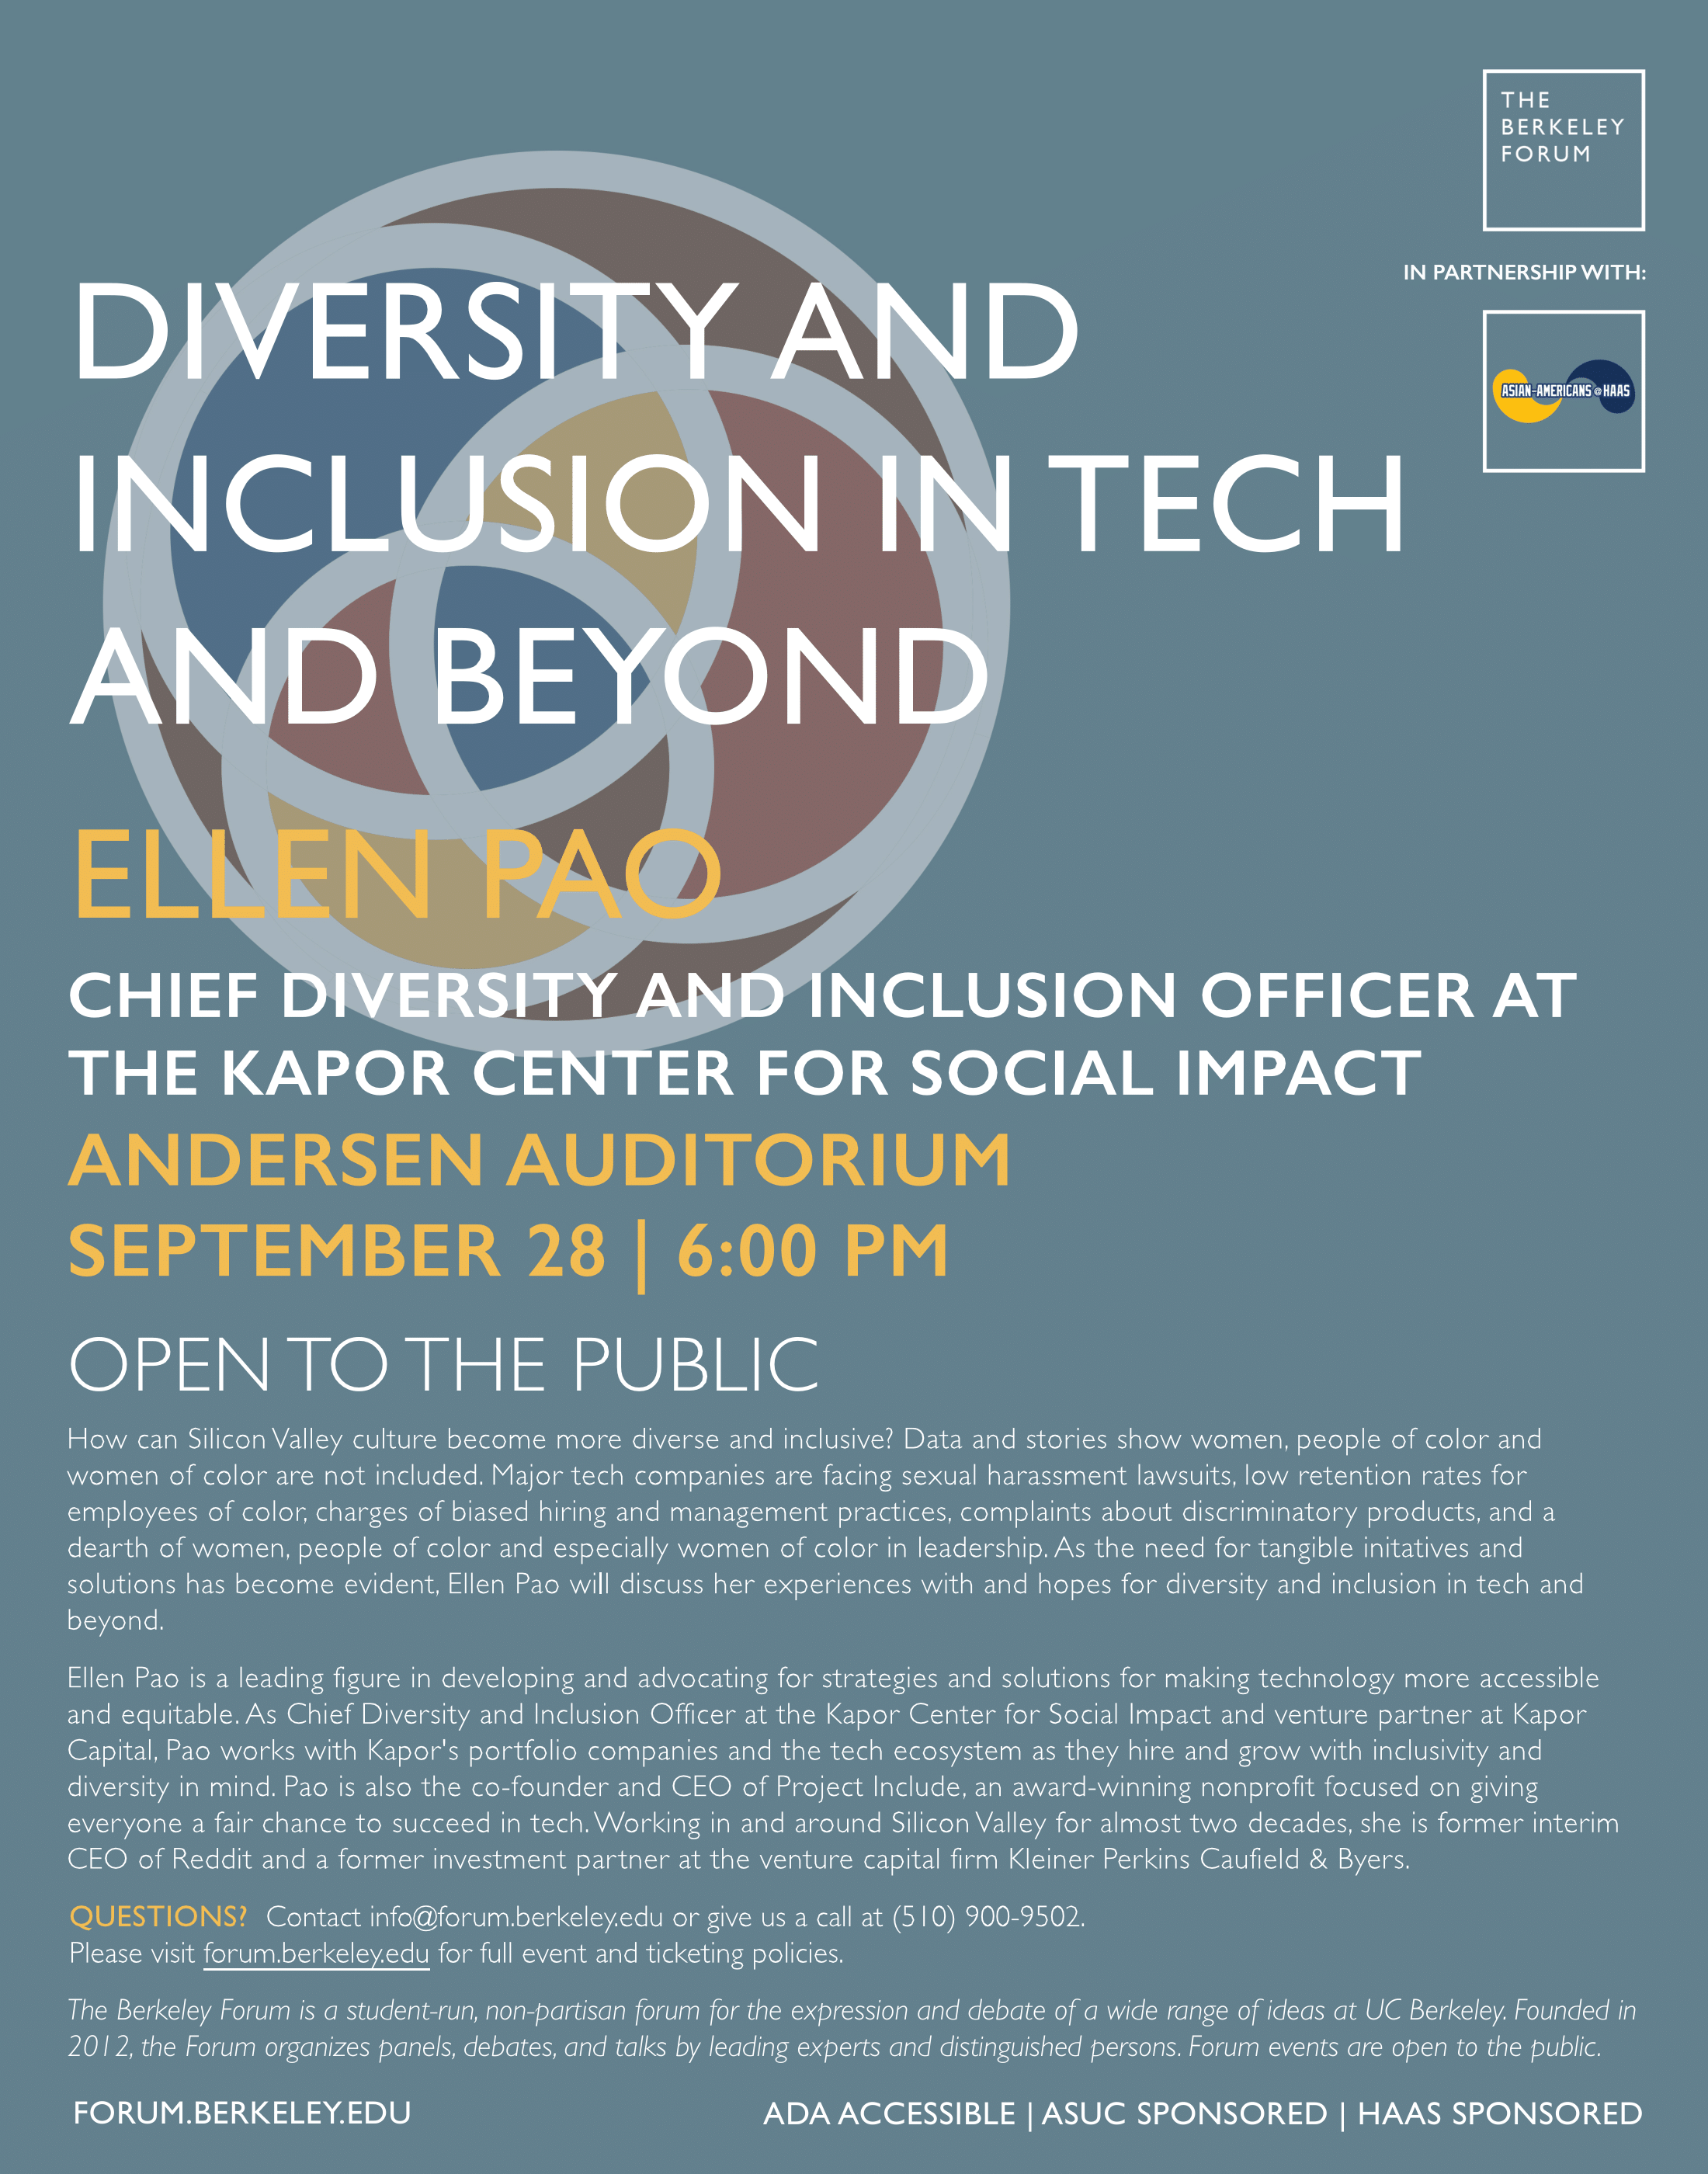 THE
BERKELEY
FORUM
IN PARTNERSHIP WITH:
ASIAN-AMERICANS @ HAAS
DIVERSITY AND
INCLUSION IN TECH
AND BEYOND
ELLEN PAO
CHIEF DIVERSITY AND INCLUSION OFFICER AT
THE KAPOR CENTER FOR SOCIAL IMPACT
ANDERSEN AUDITORIUM
SEPTEMBER 28 | 6:00 PM
OPEN TO THE PUBLIC
How can Silicon Valley culture become more diverse and inclusive? Data and stories show women, people of color and
women of color are not included. Major tech companies are facing sexual harassment lawsuits, low retention rates for
employees of color, charges of biased hiring and management practices, complaints about discriminatory products, and a
dearth of women, people of color and especially women of color in leadership. As the need for tangible initatives and
solutions has become evident, Ellen Pao will discuss her experiences with and hopes for diversity and inclusion in tech and
beyond.
Ellen Pao is a leading figure in developing and advocating for strategies and solutions for making technology more accessible
and equitable. As Chief Diversity and Inclusion Officer at the Kapor Center for Social Impact and venture partner at Kapor
Capital, Pao works with Kapor's portfolio companies and the tech ecosystem as they hire and grow with inclusivity and
diversity in mind. Pao is also the co-founder and CEO of Project Include, an award-winning nonprofit focused on giving
everyone a fair chance to succeed in tech. Working in and around Silicon Valley for almost two decades, she is former interim
CEO of Reddit and a former investment partner at the venture capital firm Kleiner Perkins Caufield & Byers.
QUESTIONS? Contact info@forum.berkeley.edu or give us a call at (510) 900-9502.
Please visit forum.berkeley.edu for full event and ticketing policies.
The Berkeley Forum is a student-run, non-partisan forum for the expression and debate of a wide range of ideas at UC Berkeley. Founded in
2012, the Forum organizes panels, debates, and talks by leading experts and distinguished persons. Forum events are open to the public.
FORUM.BERKELEY.EDU
ADA ACCESSIBLE | ASUC SPONSORED | HAAS SPONSORED